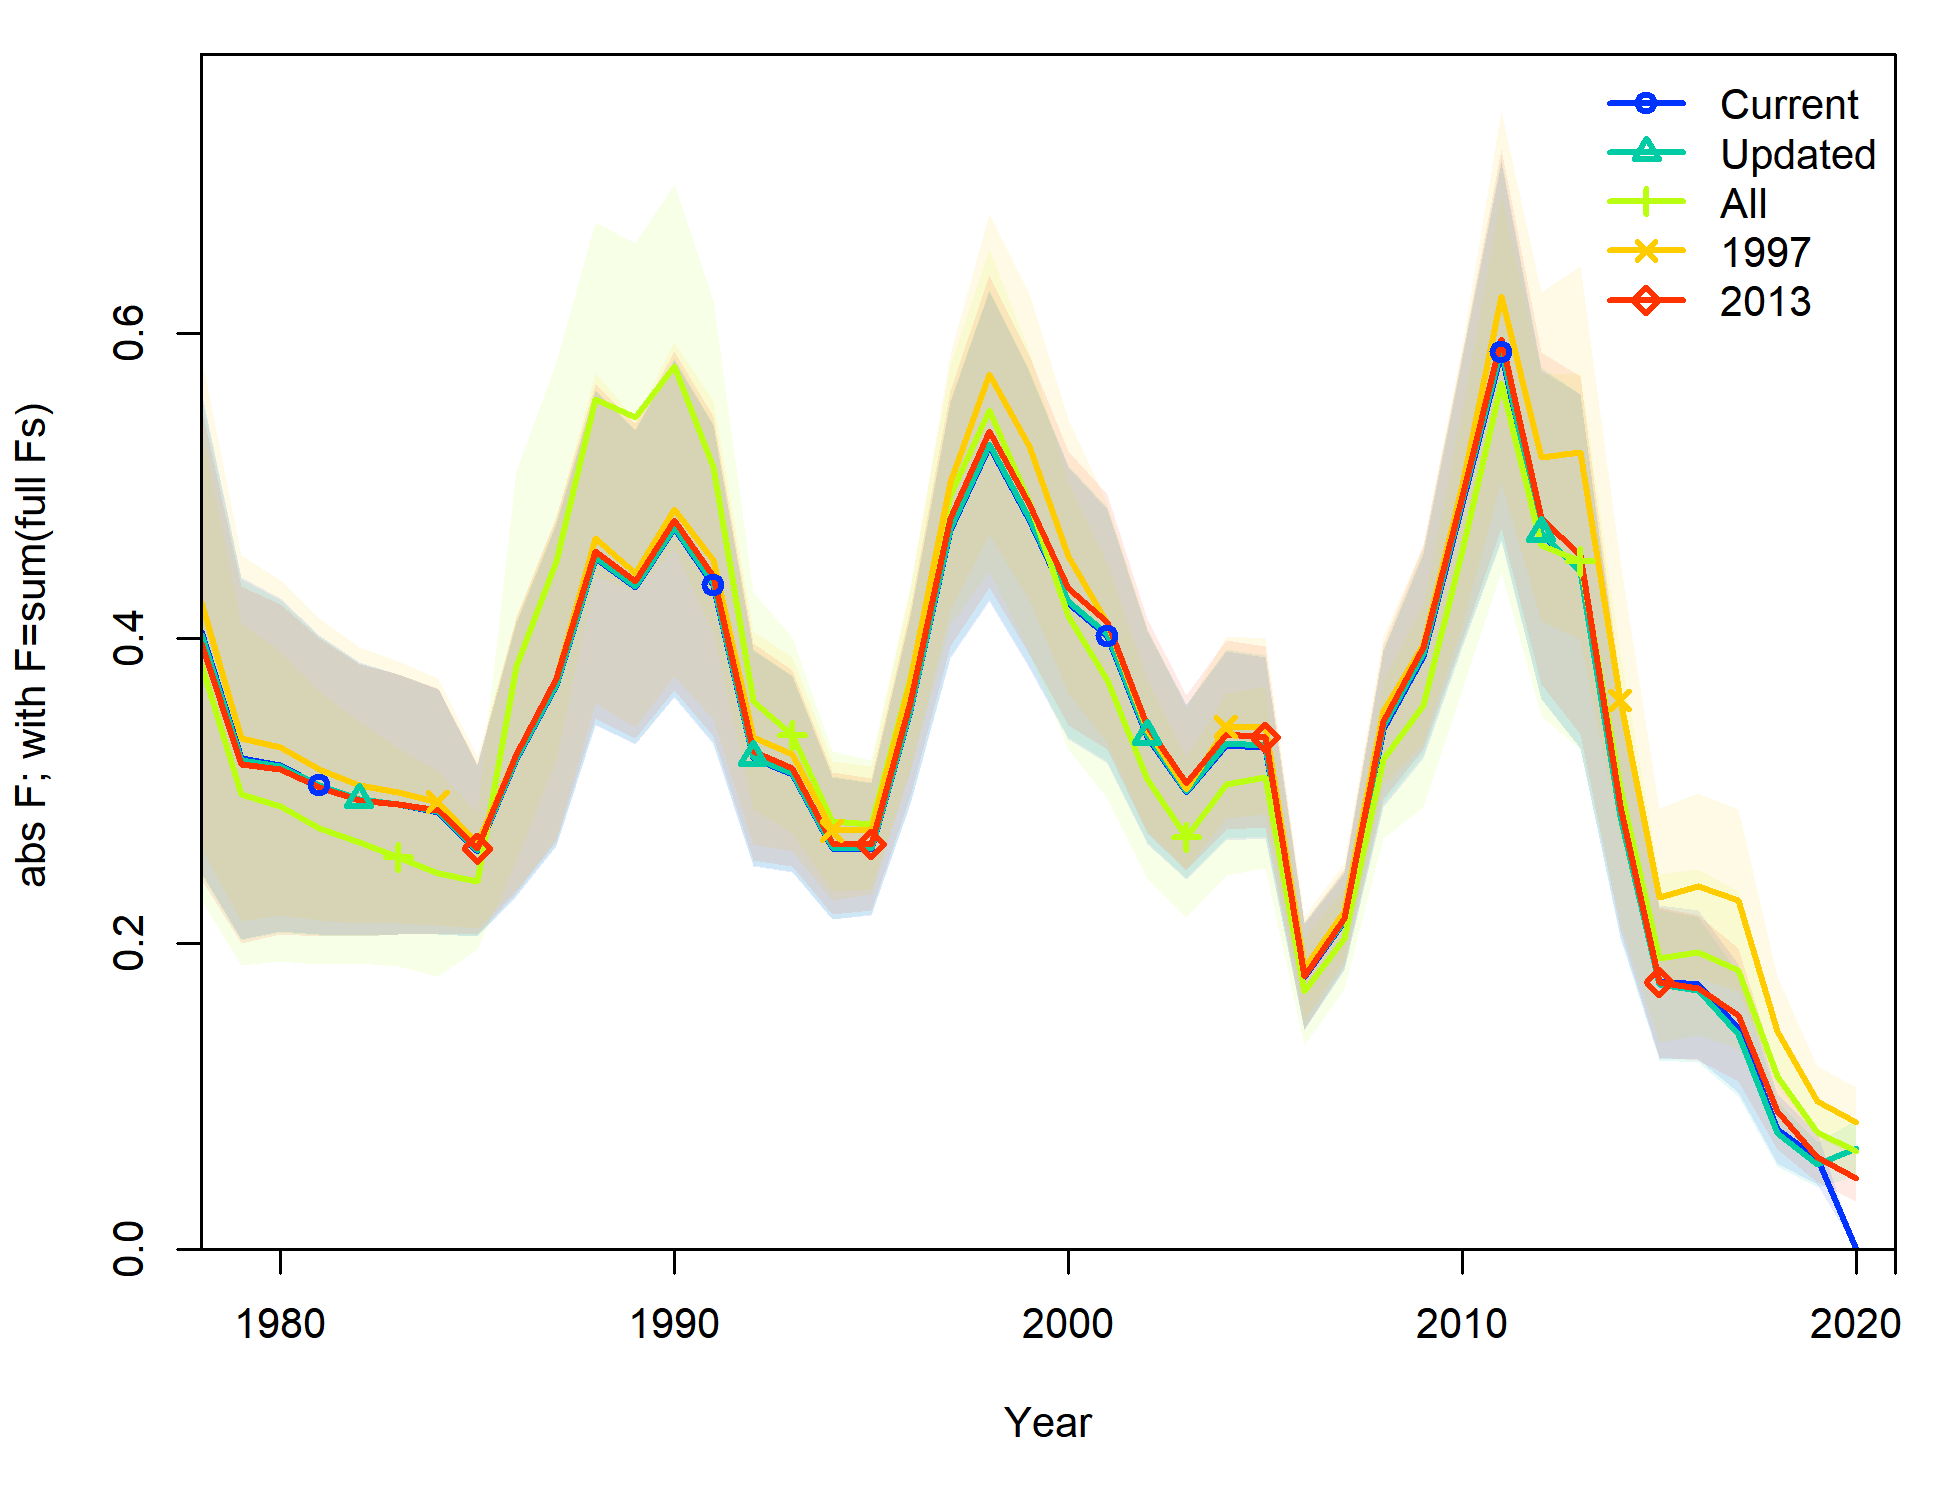 Current
Updated
All
1997
2013
abs F; with F=sum(full Fs)
0.6
0.4
0.2
0.0
1980 1990 2000 2010 2020
Year